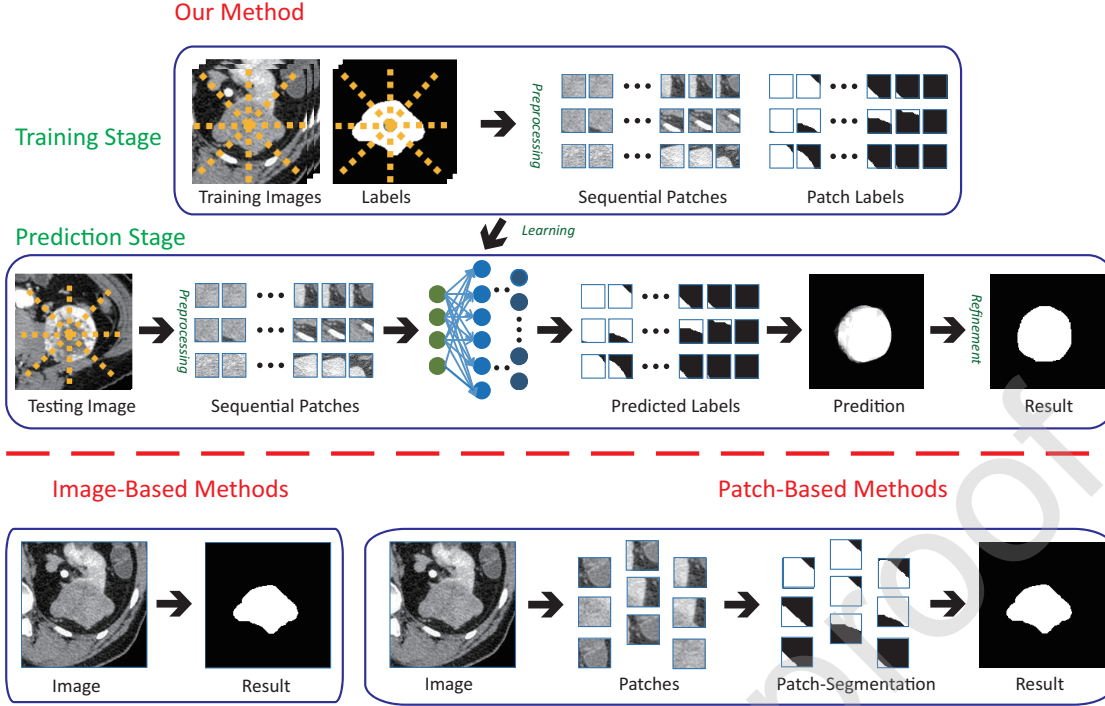 Our Method
Training Stage
Preprocessing
Training Images
Labels
Sequential Patches
Patch Labels
Learning
Prediction Stage
Preprocessing
Refinement
Testing Image
Sequential Patches
Predicted Labels
Predition
Result
Image-Based Methods
Patch-Based Methods
Image
Result
Image
Patches
Patch-Segmentation
Result
proof